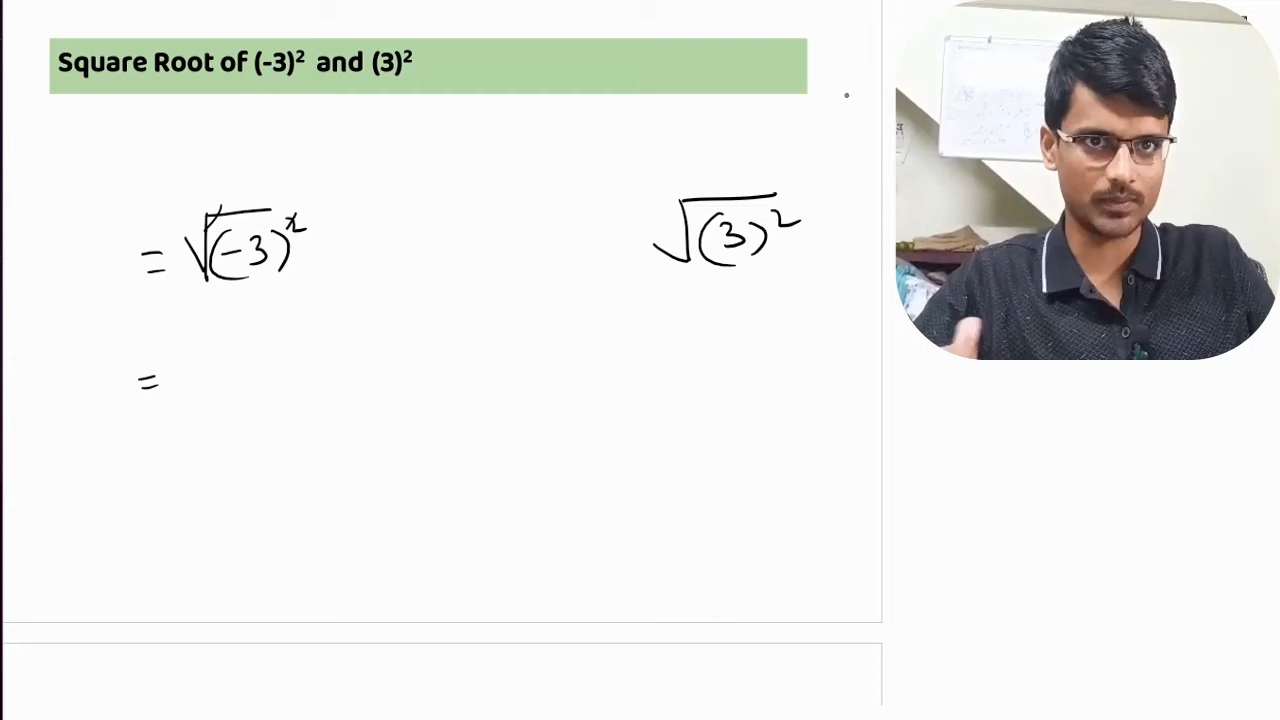 Square Root of (-3)² and (3)²
= √(-3)²
√(3)²
=